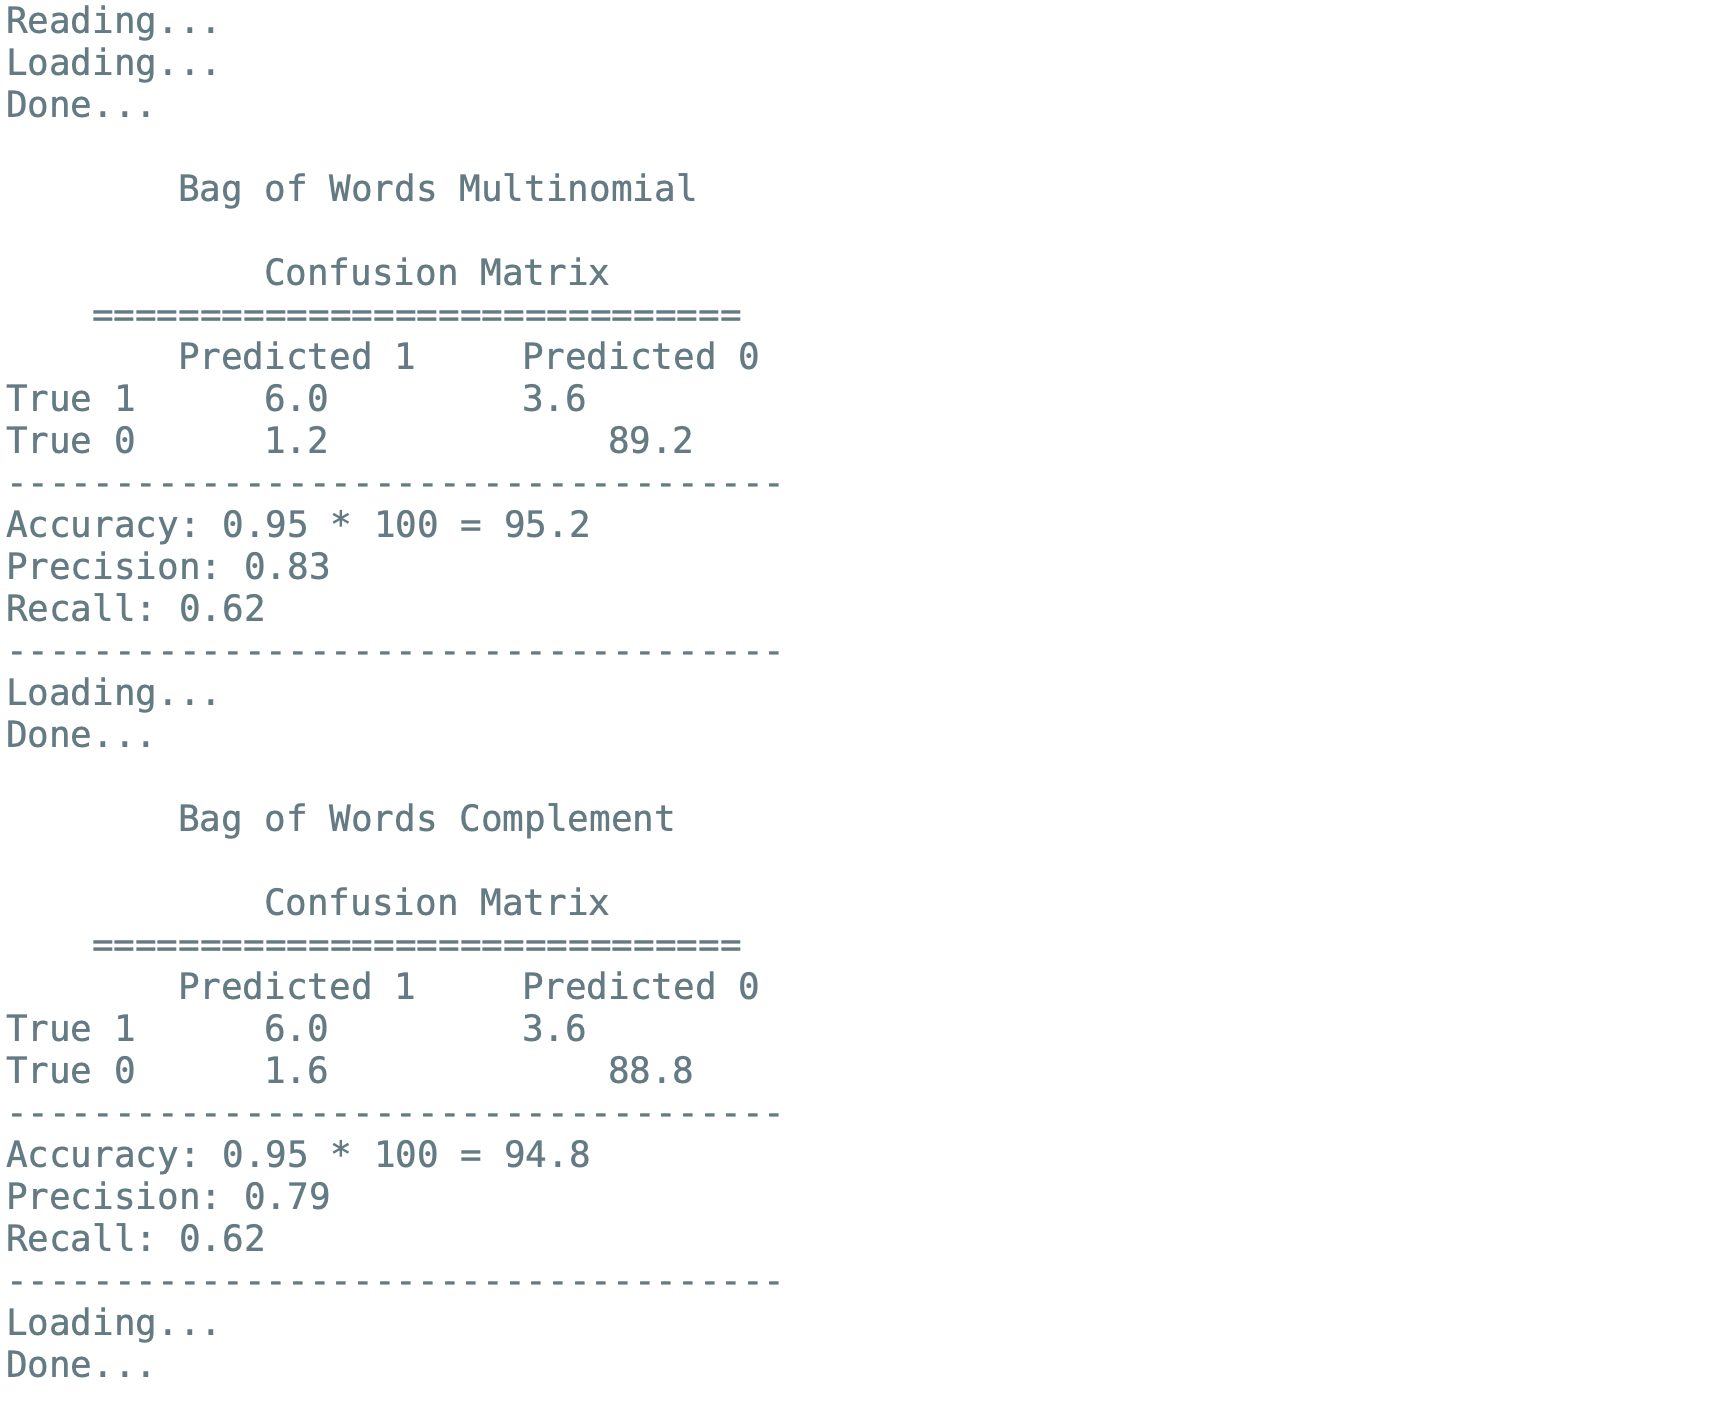 Reading...
Loading...
Done...
Bag of Words Multinomial
Confusion Matrix
==============================
Predicted 1     Predicted 0
True 1      6.0         3.6
True 0      1.2             89.2
------------------------------------
Accuracy: 0.95 * 100 = 95.2
Precision: 0.83
Recall: 0.62
------------------------------------
Loading...
Done...
Bag of Words Complement
Confusion Matrix
==============================
Predicted 1     Predicted 0
True 1      6.0         3.6
True 0      1.6             88.8
------------------------------------
Accuracy: 0.95 * 100 = 94.8
Precision: 0.79
Recall: 0.62
------------------------------------
Loading...
Done...